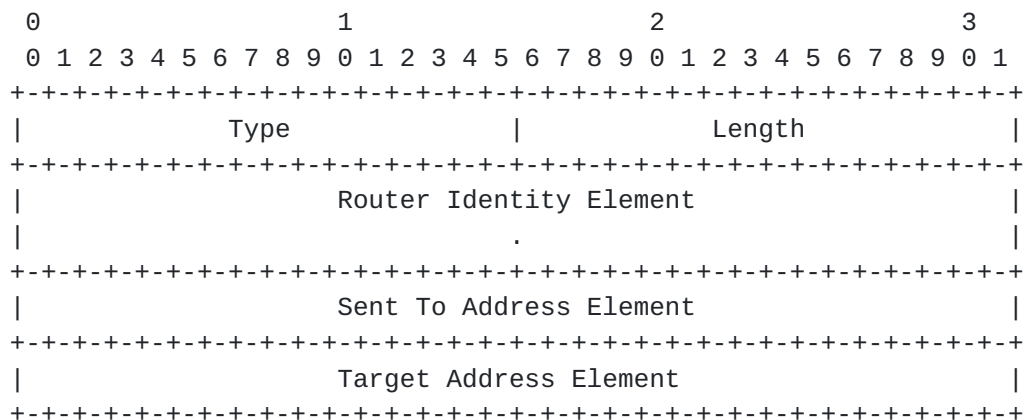 0                   1                   2                   3
 0 1 2 3 4 5 6 7 8 9 0 1 2 3 4 5 6 7 8 9 0 1 2 3 4 5 6 7 8 9 0 1
+-+-+-+-+-+-+-+-+-+-+-+-+-+-+-+-+-+-+-+-+-+-+-+-+-+-+-+-+-+-+-+-+
|             Type              |            Length             |
+-+-+-+-+-+-+-+-+-+-+-+-+-+-+-+-+-+-+-+-+-+-+-+-+-+-+-+-+-+-+-+-+
|                    Router Identity Element                    |
|                               .                               |
+-+-+-+-+-+-+-+-+-+-+-+-+-+-+-+-+-+-+-+-+-+-+-+-+-+-+-+-+-+-+-+-+
|                    Sent To Address Element                    |
+-+-+-+-+-+-+-+-+-+-+-+-+-+-+-+-+-+-+-+-+-+-+-+-+-+-+-+-+-+-+-+-+
|                    Target Address Element                     |
+-+-+-+-+-+-+-+-+-+-+-+-+-+-+-+-+-+-+-+-+-+-+-+-+-+-+-+-+-+-+-+-+